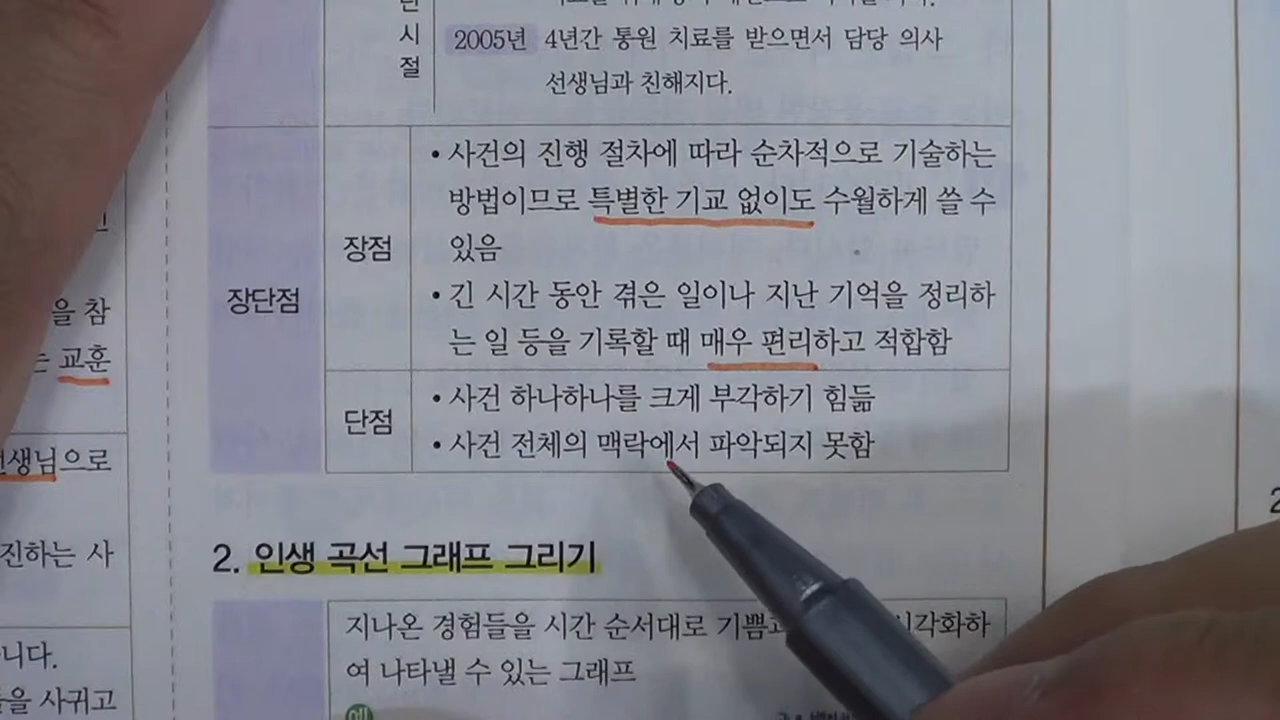 시
절
2005년 4년간 통원 치료를 받으면서 담당 의사
선생님과 친해지다.
장단점
장점
• 사건의 진행 절차에 따라 순차적으로 기술하는
방법이므로 특별한 기교 없이도 수월하게 쓸 수
있음
• 긴 시간 동안 겪은 일이나 지난 기억을 정리하
는 일 등을 기록할 때 매우 편리하고 적합함
단점
• 사건 하나하나를 크게 부각하기 힘듦
• 사건 전체의 맥락에서 파악되지 못함
2. 인생 곡선 그래프 그리기
지나온 경험들을 시간 순서대로 기쁨과 시각화하
여 나타낼 수 있는 그래프
예
을 참
는 교훈
선생님으로
진하는 사
니다.
들을 사귀고